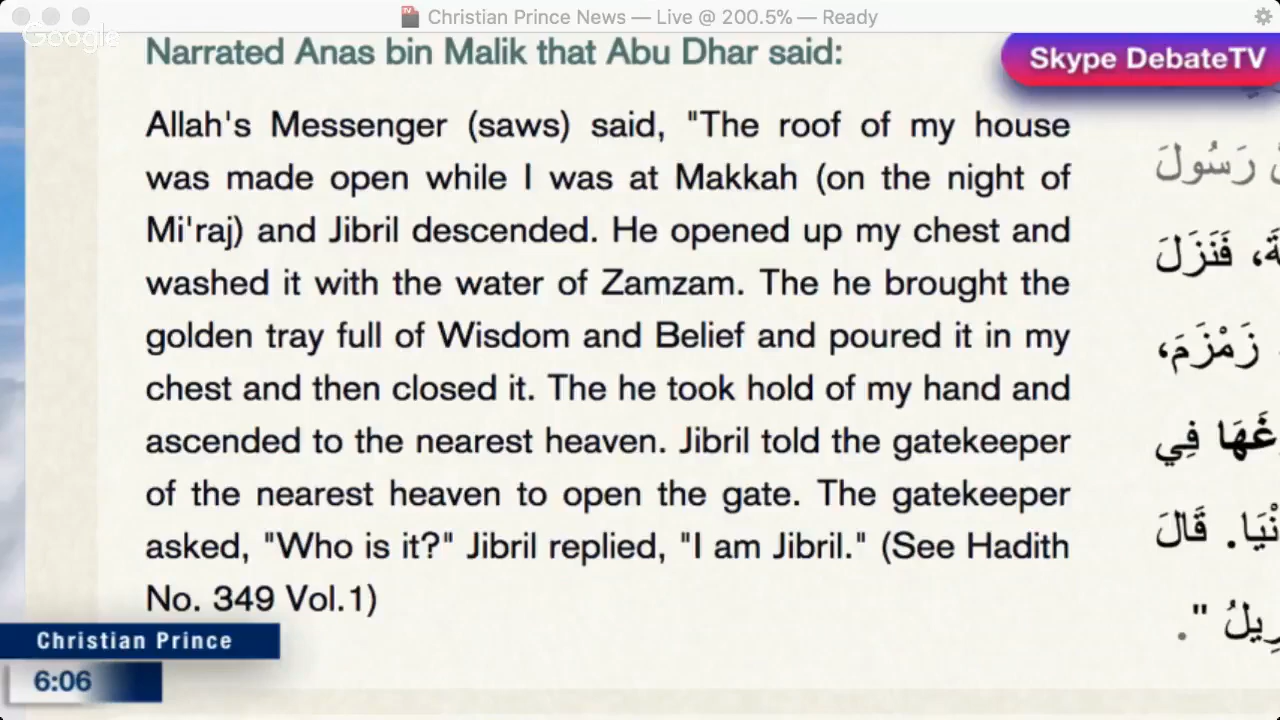 Christian Prince News — Live @ 200.5% — Ready
Google
Narrated Anas bin Malik that Abu Dhar said:
Skype DebateTV
Allah's Messenger (saws) said, "The roof of my house
was made open while I was at Makkah (on the night of
Mi'raj) and Jibril descended. He opened up my chest and
washed it with the water of Zamzam. The he brought the
golden tray full of Wisdom and Belief and poured it in my
chest and then closed it. The he took hold of my hand and
ascended to the nearest heaven. Jibril told the gatekeeper
of the nearest heaven to open the gate. The gatekeeper
asked, "Who is it?" Jibril replied, "I am Jibril." (See Hadith
No. 349 Vol.1)
رَسُولَ
فَنَزَلَ
زَمْزَمَ،
فِي
قَالَ
Christian Prince
6:06